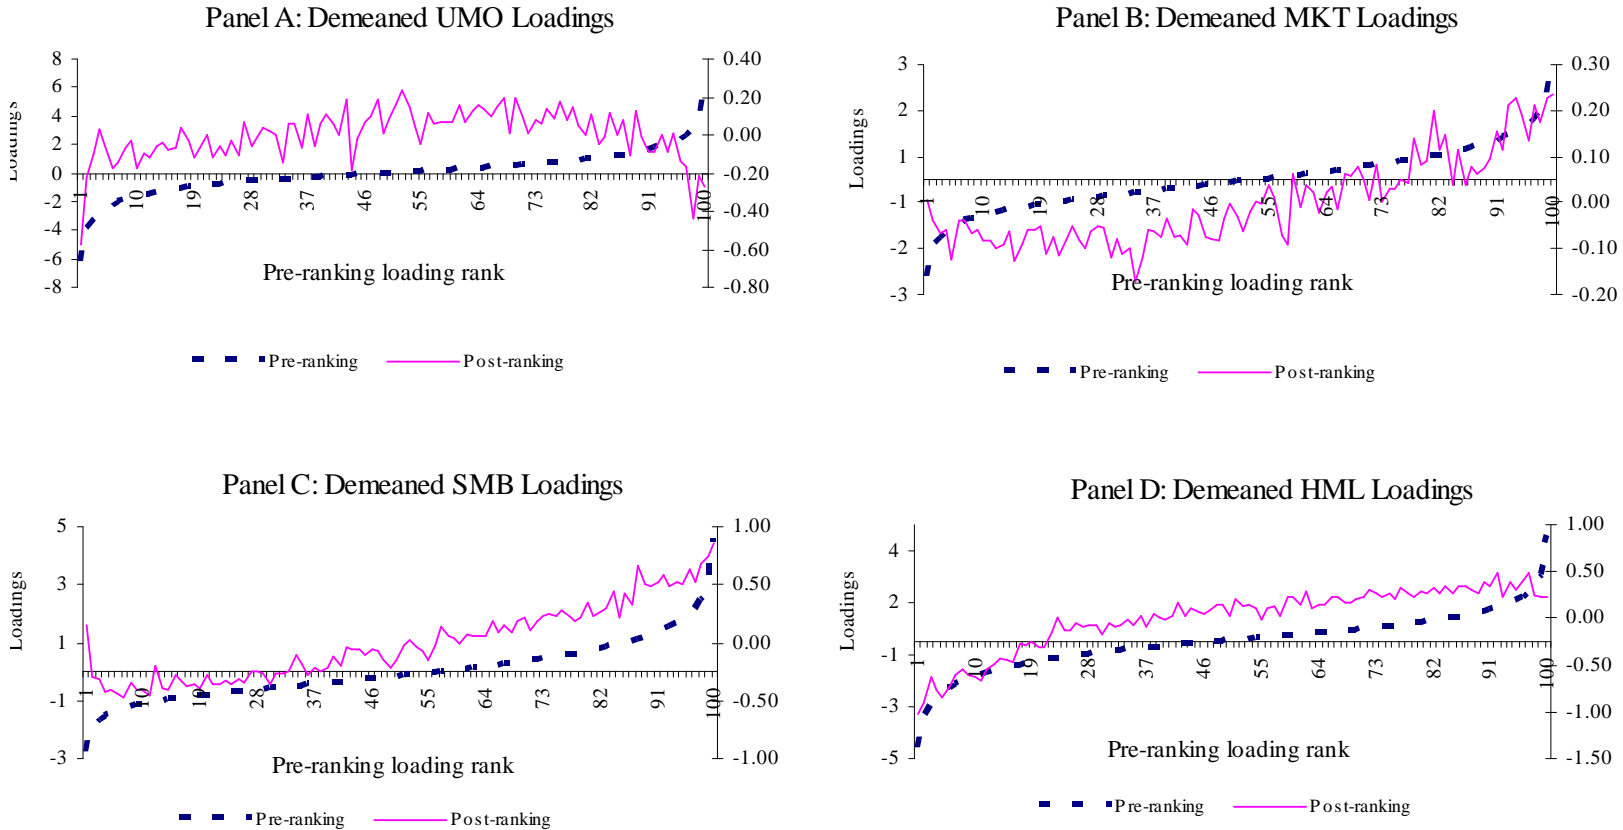 Panel A: Demeaned UMO Loadings
Loadings
8
6
4
2
0
-2
-4
-6
-8
0.40
0.20
0.00
-0.20
-0.40
-0.60
-0.80
1 10 19 28 37 46 55 64 73 82 91 100
Pre-ranking loading rank
Pre-ranking Post-ranking
Panel B: Demeaned MKT Loadings
Loadings
3
2
1
-1
-2
-3
0.30
0.20
0.10
0.00
-0.10
-0.20
1 10 19 28 37 46 55 64 73 82 91 100
Pre-ranking loading rank
Pre-ranking Post-ranking
Panel C: Demeaned SMB Loadings
Loadings
5
3
1
-1
-3
1.00
0.50
0.00
-0.50
-1.00
1 10 19 28 37 46 55 64 73 82 91 100
Pre-ranking loading rank
Pre-ranking Post-ranking
Panel D: Demeaned HML Loadings
Loadings
4
2
-1
-3
-5
1.00
0.50
0.00
-0.50
-1.00
-1.50
1 10 19 28 37 46 55 64 73 82 91 100
Pre-ranking loading rank
Pre-ranking Post-ranking